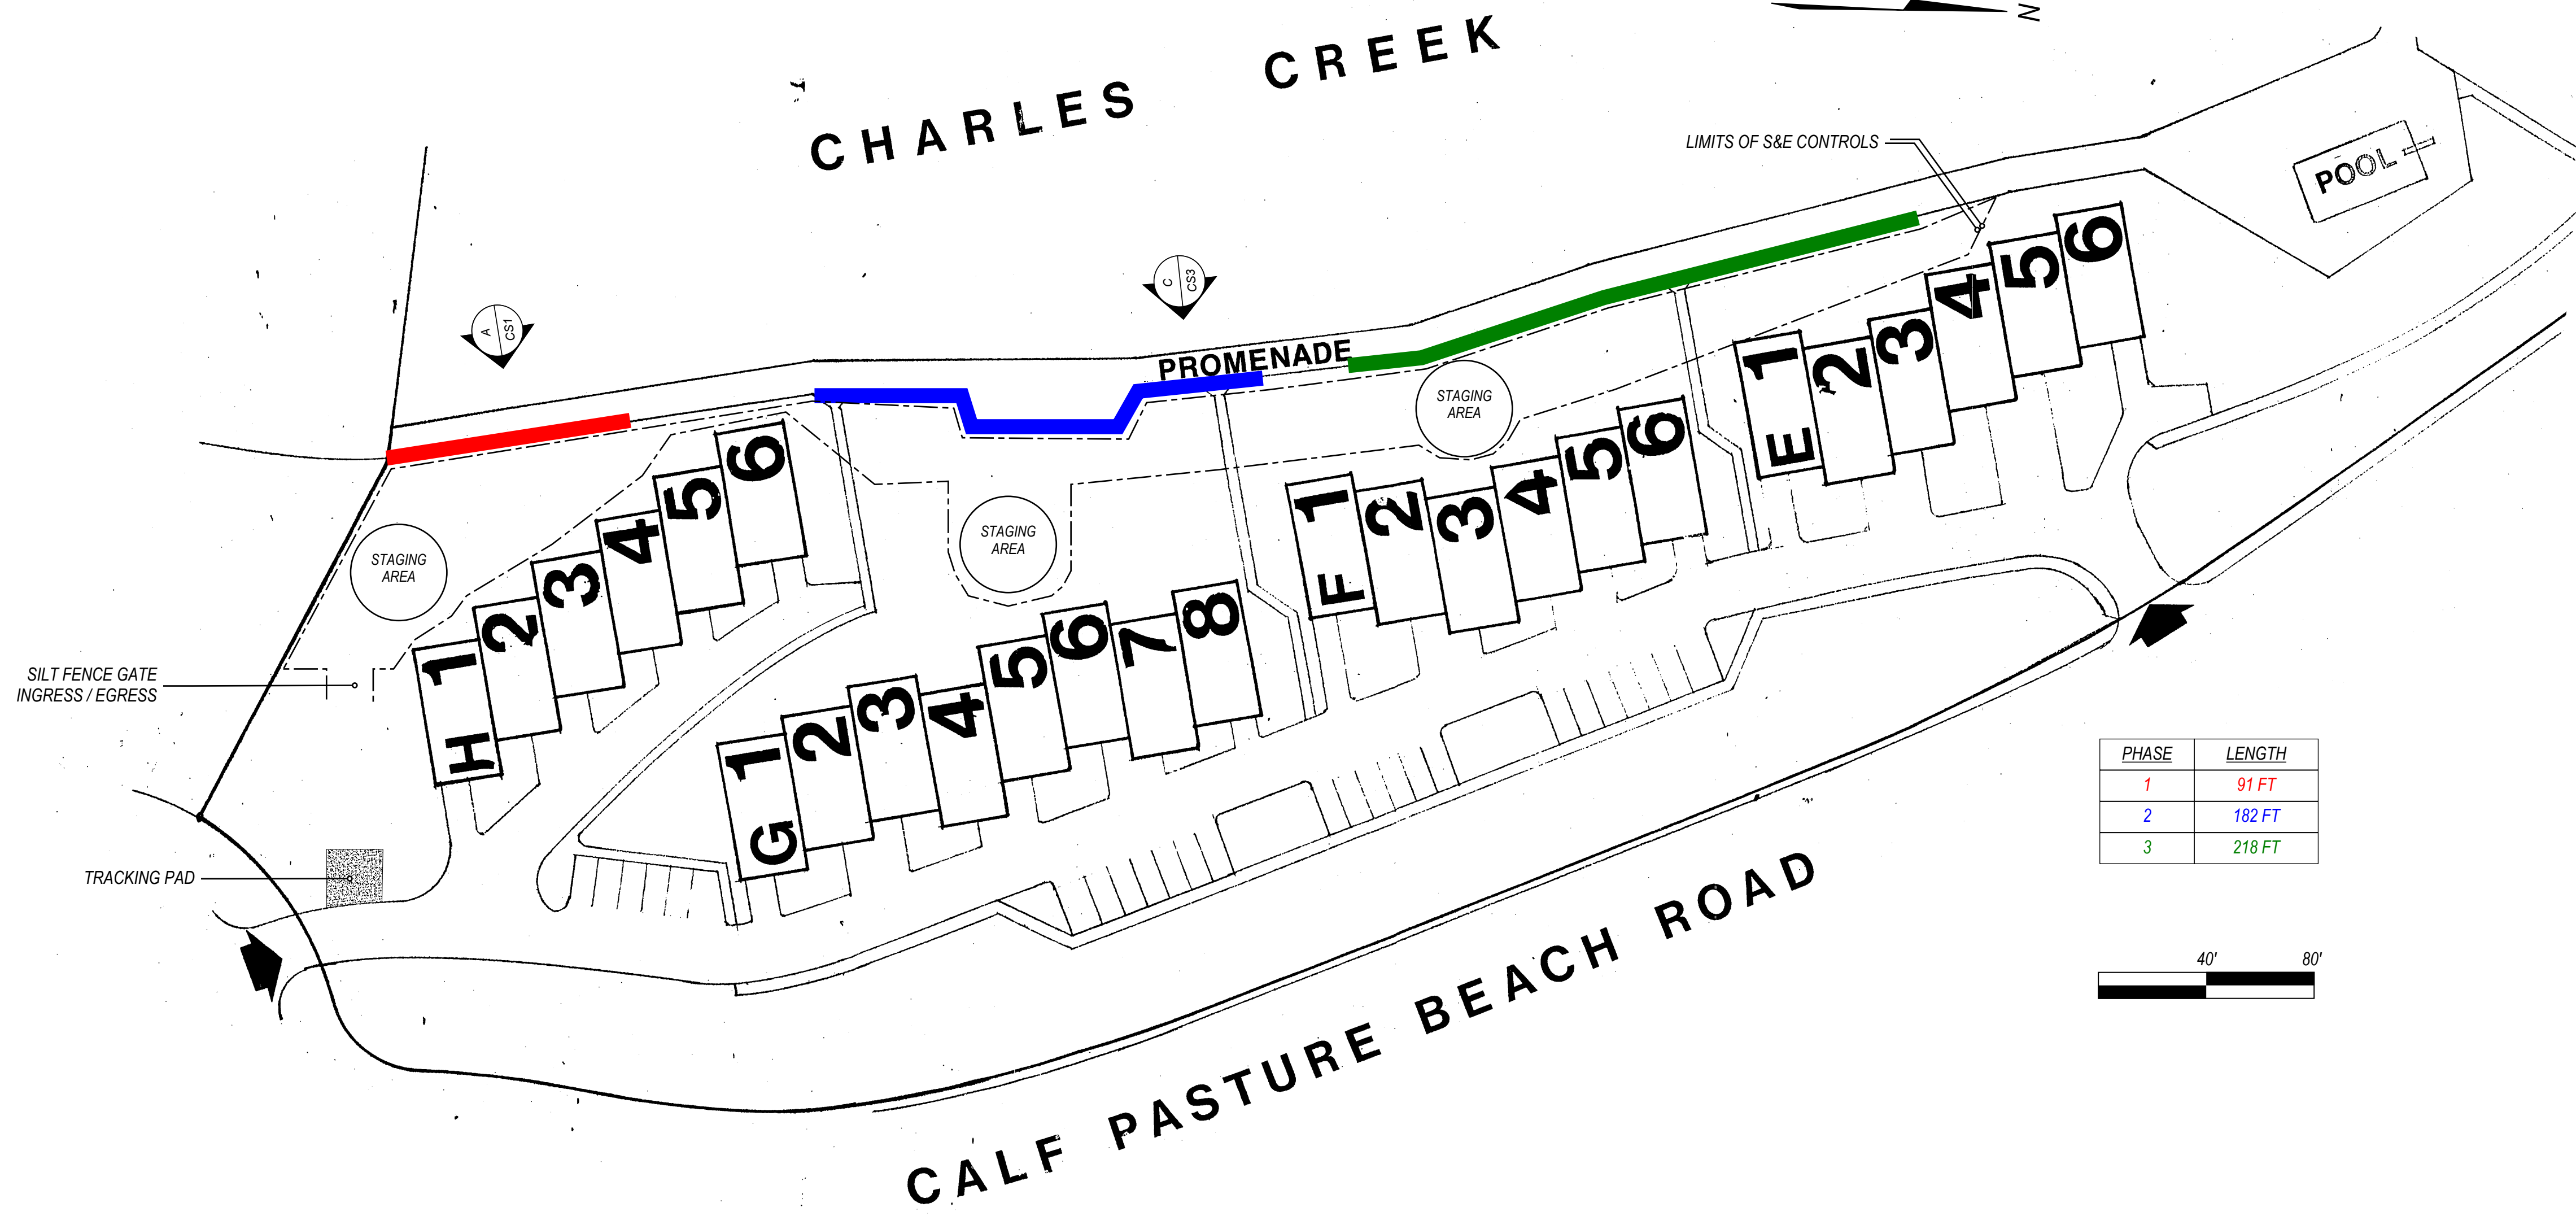 N
CHARLES CREEK
LIMITS OF S&E CONTROLS
POOL
A
CS1
C
CS3
PROMENADE
STAGING
AREA
STAGING
AREA
STAGING
AREA
H 1 2 3 4 5 6
G 1 2 3 4 5 6 7 8
F 1 2 3 4 5 6
E 1 2 3 4 5 6
SILT FENCE GATE
INGRESS / EGRESS
TRACKING PAD
PHASE LENGTH
1 91 FT
2 182 FT
3 218 FT
40' 80'
CALF PASTURE BEACH ROAD